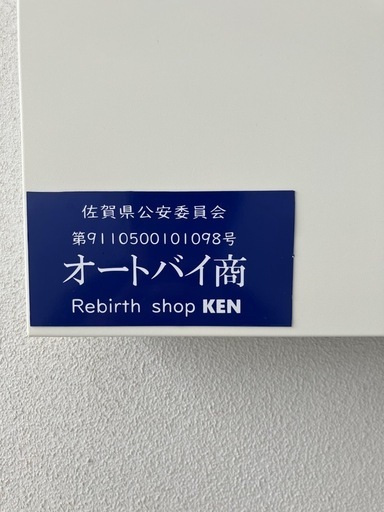 佐賀県公安委員会
第9110500101098号
オートバイ商
Rebirth shop KEN